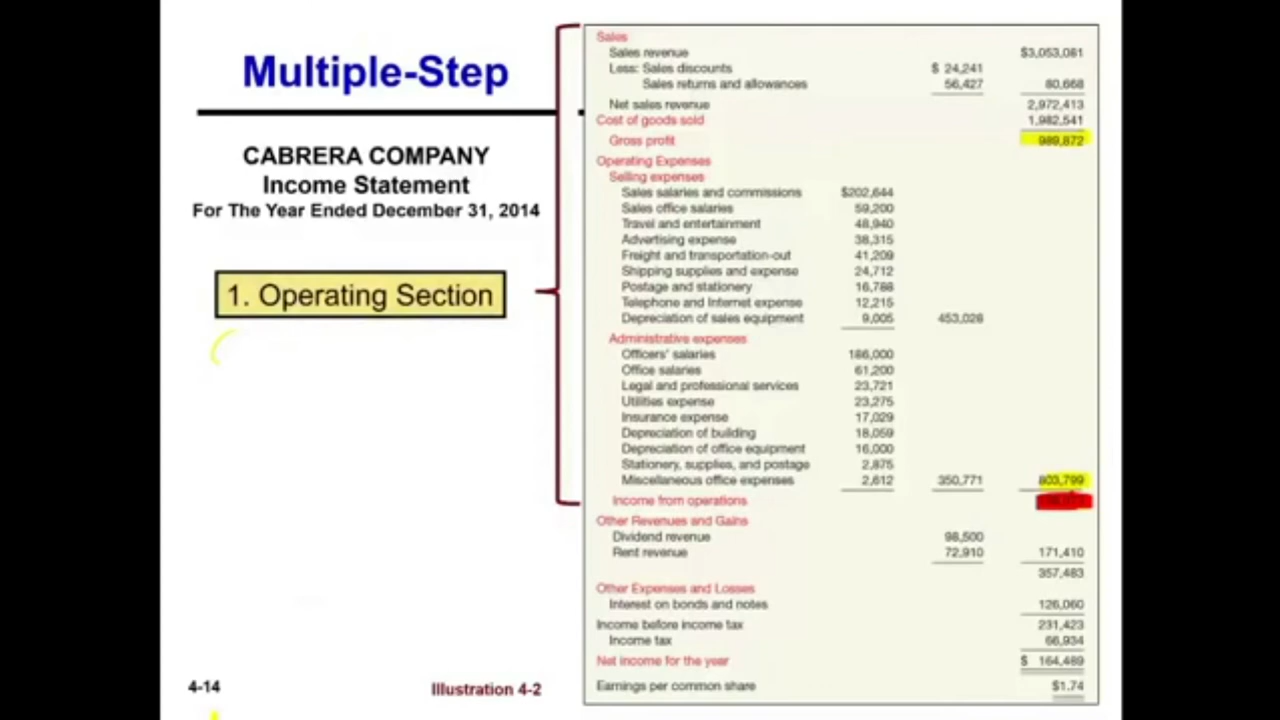 Multiple-Step
CABRERA COMPANY
Income Statement
For The Year Ended December 31, 2014
1. Operating Section
Sales
Sales revenue $3,053,081
Less: Sales discounts $ 24,241
Sales returns and allowances 56,427 80,668
Net sales revenue 2,972,413
Cost of goods sold 1,982,541
Gross profit 989,872
Operating Expenses
Selling expenses
Sales salaries and commissions $202,644
Sales office salaries 59,200
Travel and entertainment 48,940
Advertising expense 38,315
Freight and transportation-out 41,209
Shipping supplies and expense 24,712
Postage and stationery 16,788
Telephone and Internet expense 12,215
Depreciation of sales equipment 9,005 453,028
Administrative expenses
Officers' salaries 186,000
Office salaries 61,200
Legal and professional services 23,721
Utilities expense 23,275
Insurance expense 17,029
Depreciation of building 18,059
Depreciation of office equipment 16,000
Stationery, supplies, and postage 2,875
Miscellaneous office expenses 2,612 350,771 803,799
Income from operations
Other Revenues and Gains
Dividend revenue 98,500
Rent revenue 72,910 171,410
357,483
Other Expenses and Losses
Interest on bonds and notes 126,060
Income before income tax 231,423
Income tax 66,934
Net income for the year $ 164,489
Earnings per common share $1.74
4-14
Illustration 4-2